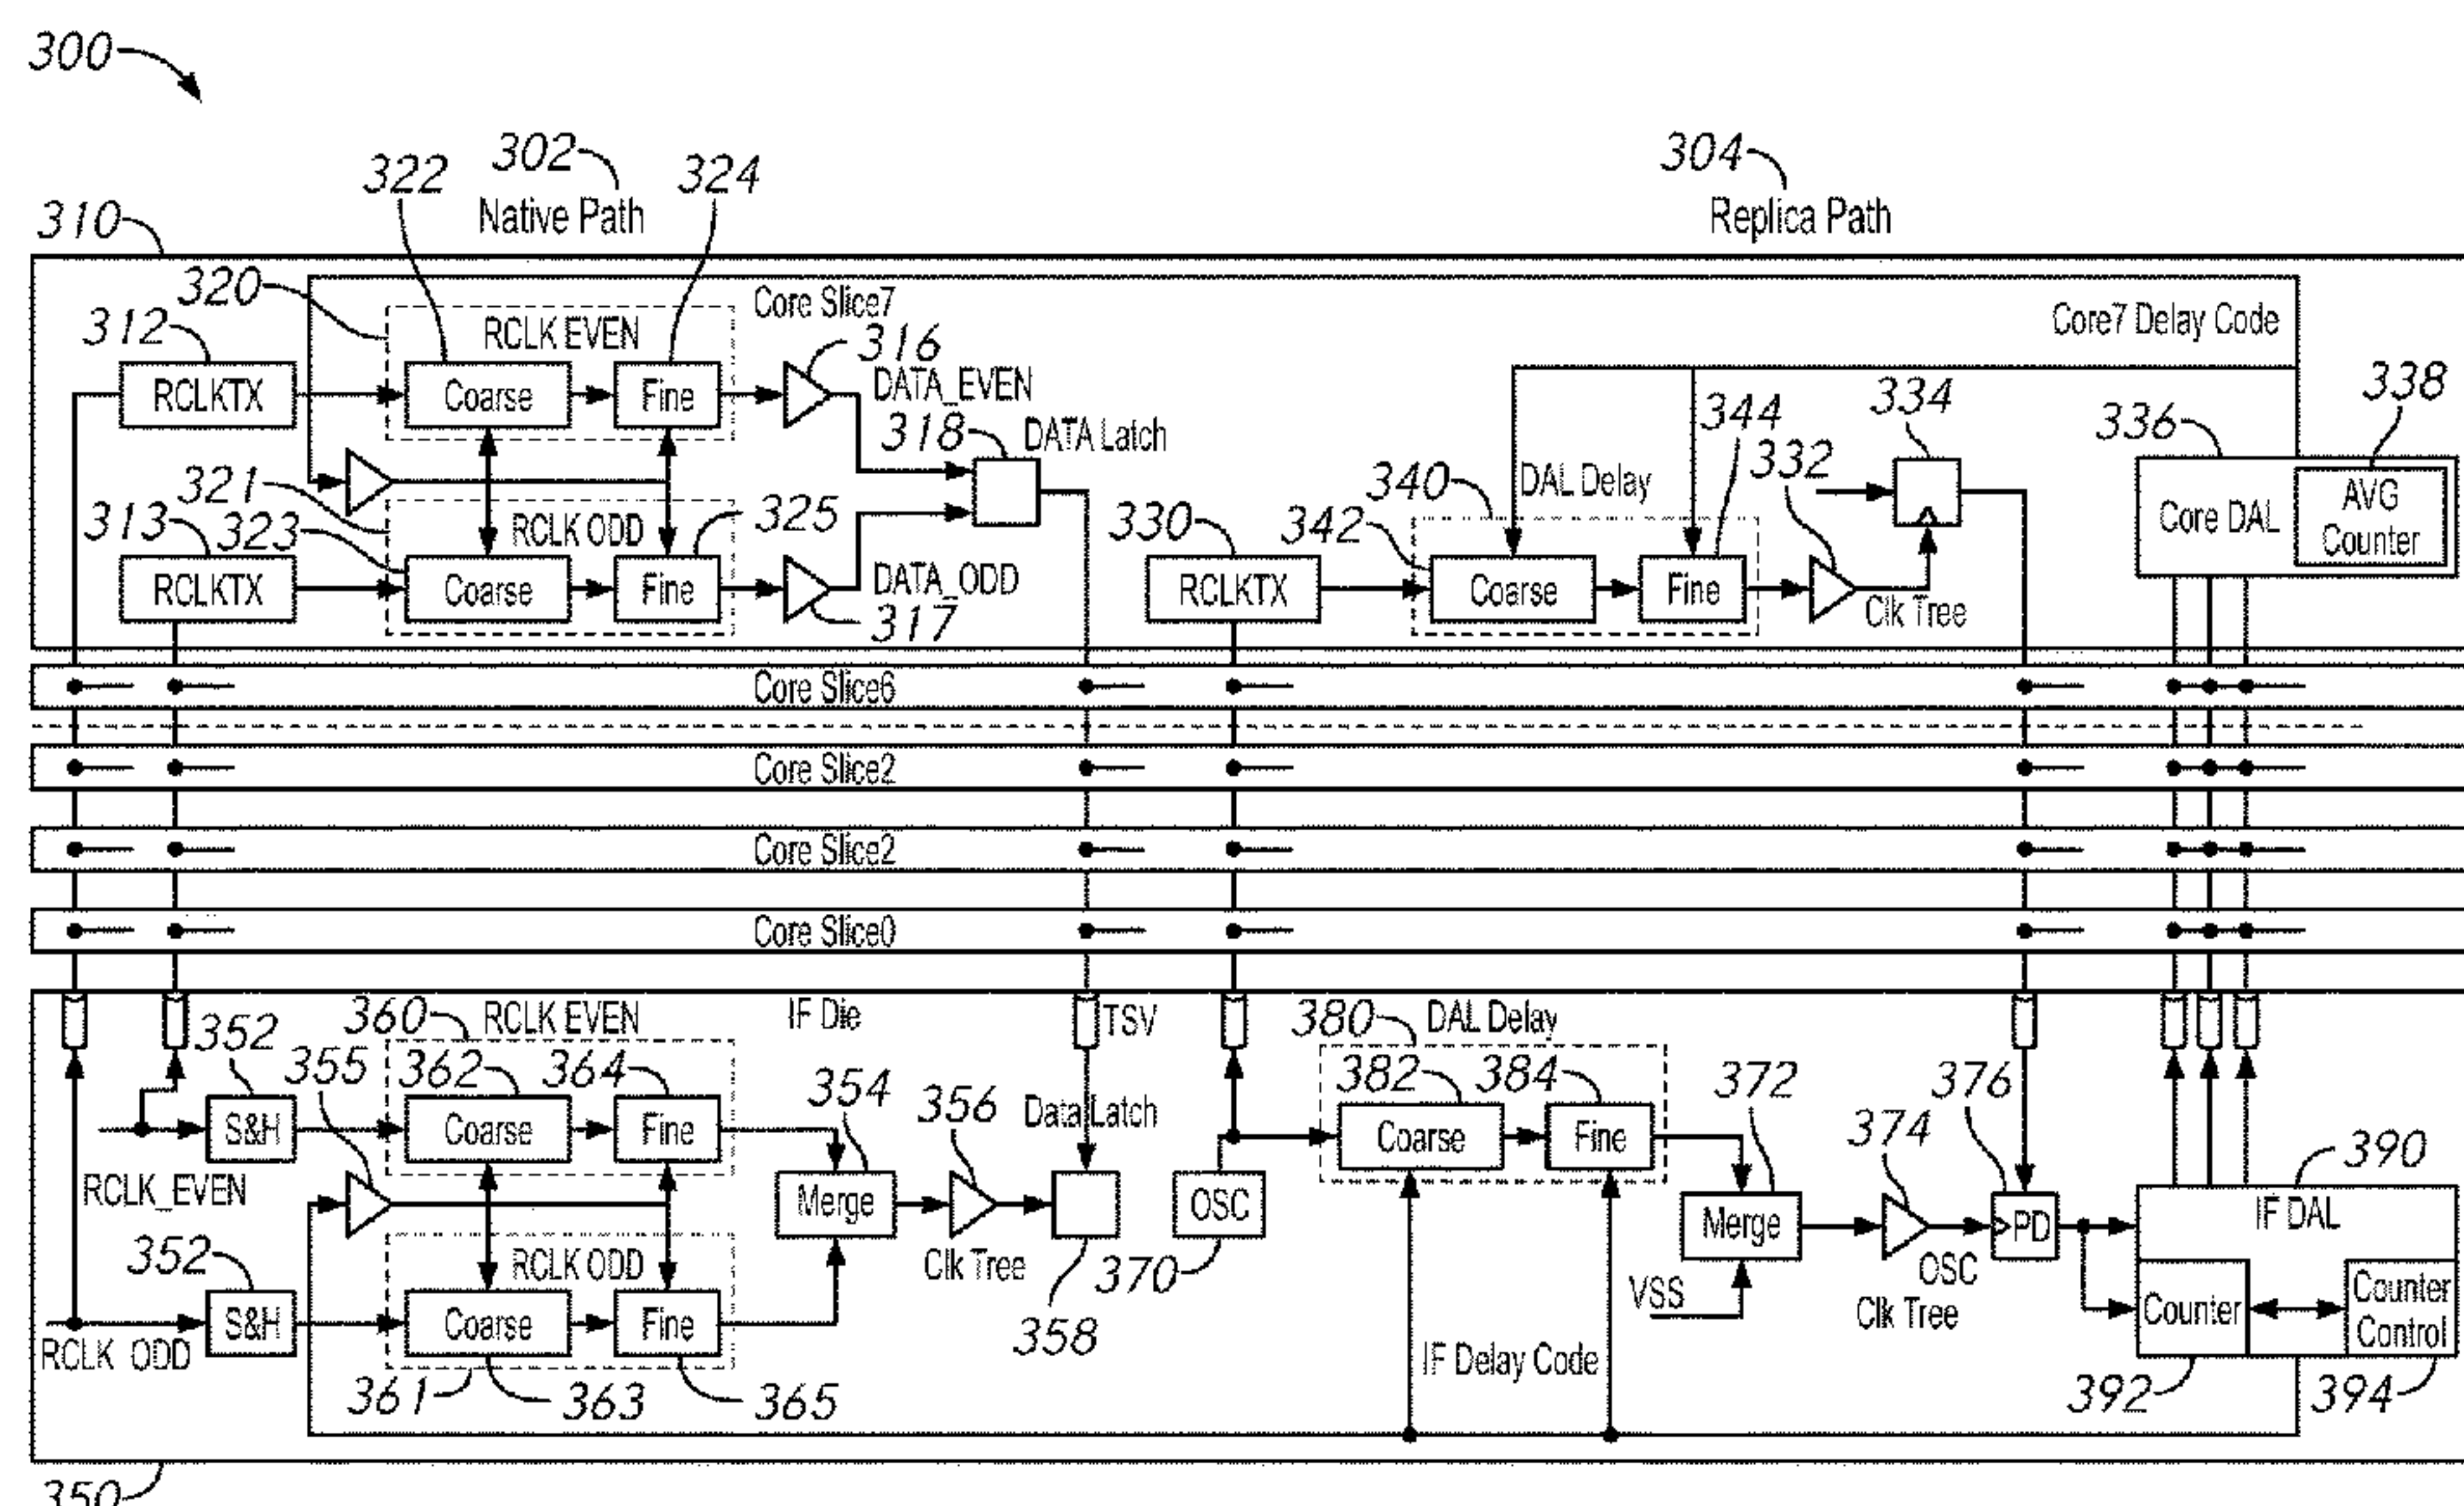 300
302
304
322
324
Native Path
Replica Path
310
320
Core Slice7
312
RCLK EVEN
316
Core7 Delay Code
338
RCLKTX
Coarse
Fine
DATA_EVEN
334
344
318
DATA Latch
336
332
AVG
Counter
321
340
DAL Delay
Core DAL
313
323
RCLK ODD
325
330
342
RCLKTX
Coarse
Fine
DATA_ODD
RCLKTX
Coarse
Fine
Clk Tree
317
Core Slice6
Core Slice2
Core Slice2
Core Slice0
360
RCLK EVEN
IF Die
TSV
380
DAL Delay
352
355
362
364
354
356
382
384
372
376
S&H
Coarse
Fine
Data Latch
Coarse
Fine
374
390
RCLK_EVEN
Merge
OSC
Merge
PD
IF DAL
352
RCLK ODD
Clk Tree
370
OSC
VSS
Clk Tree
Counter
Counter
Control
S&H
Coarse
Fine
358
RCLK_ODD
IF Delay Code
361
363
365
392
394
350